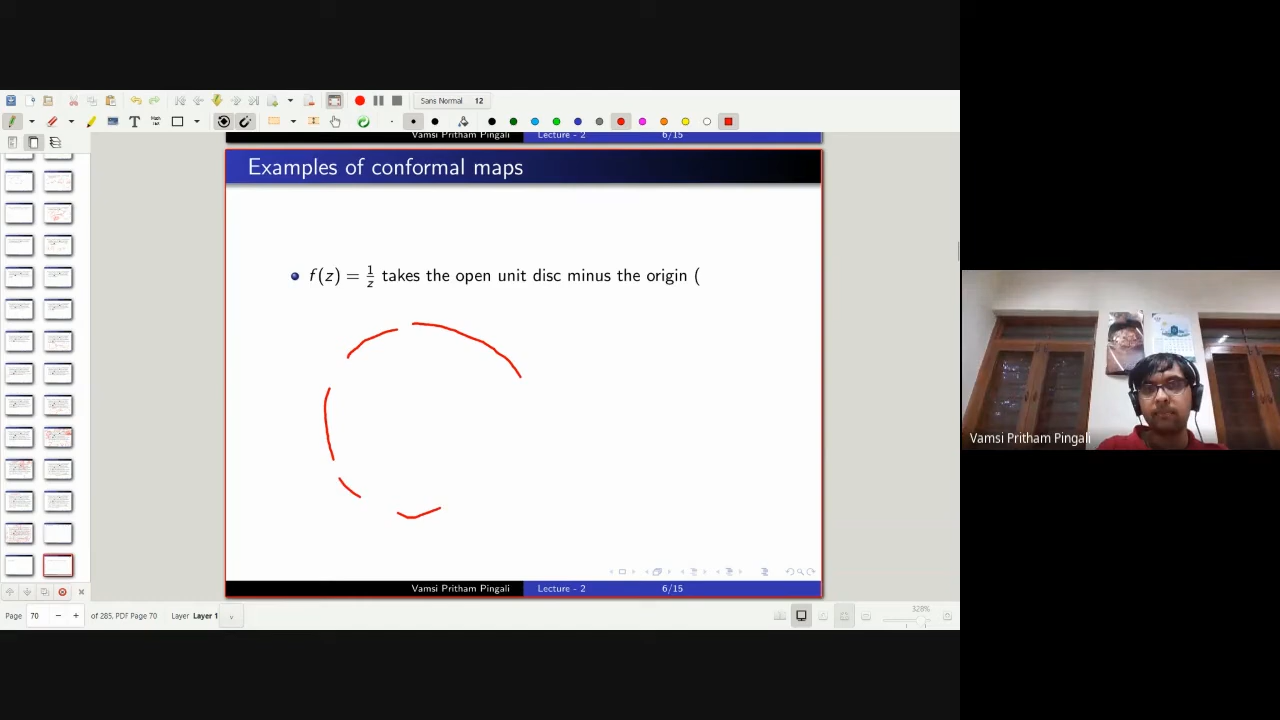 Sans Normal 12
Vamsi Pritham Pingali Lecture - 2 6/15
Examples of conformal maps
f(z) = 1/z takes the open unit disc minus the origin (
Vamsi Pritham Pingali
Vamsi Pritham Pingali Lecture - 2 6/15
Page 70 of 285, PDF Page 70 Layer Layer 1 328%